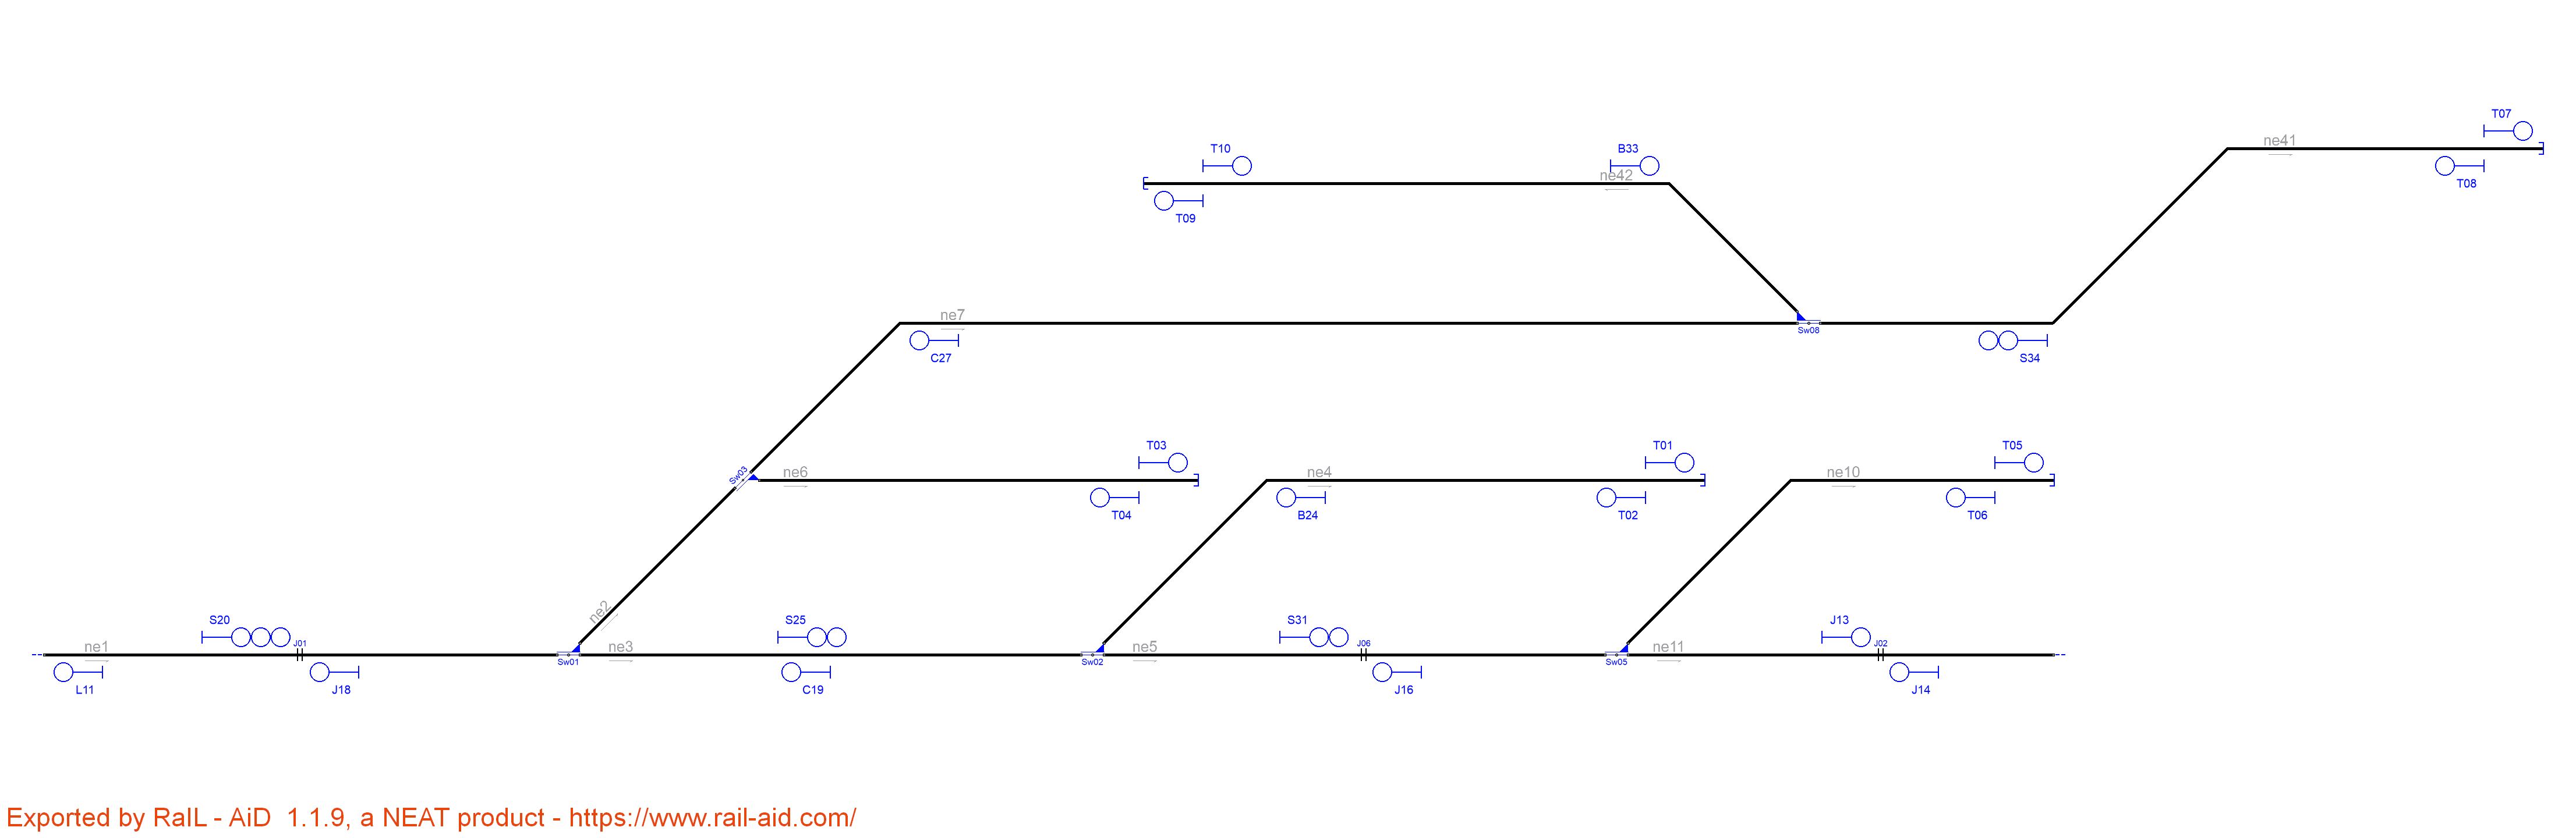 T07
ne41
T10
B33
ne42
T08
T09
ne7
Sw08
C27
S34
T03
T01
T05
Sw03
ne6
ne4
ne10
T04
B24
T02
T06
ne2
S20
S25
S31
J13
J01
J06
J02
ne1
ne3
ne5
ne11
Sw01
Sw02
Sw05
L11
J18
C19
J16
J14
Exported by RaIL - AiD 1.1.9, a NEAT product - https://www.rail-aid.com/